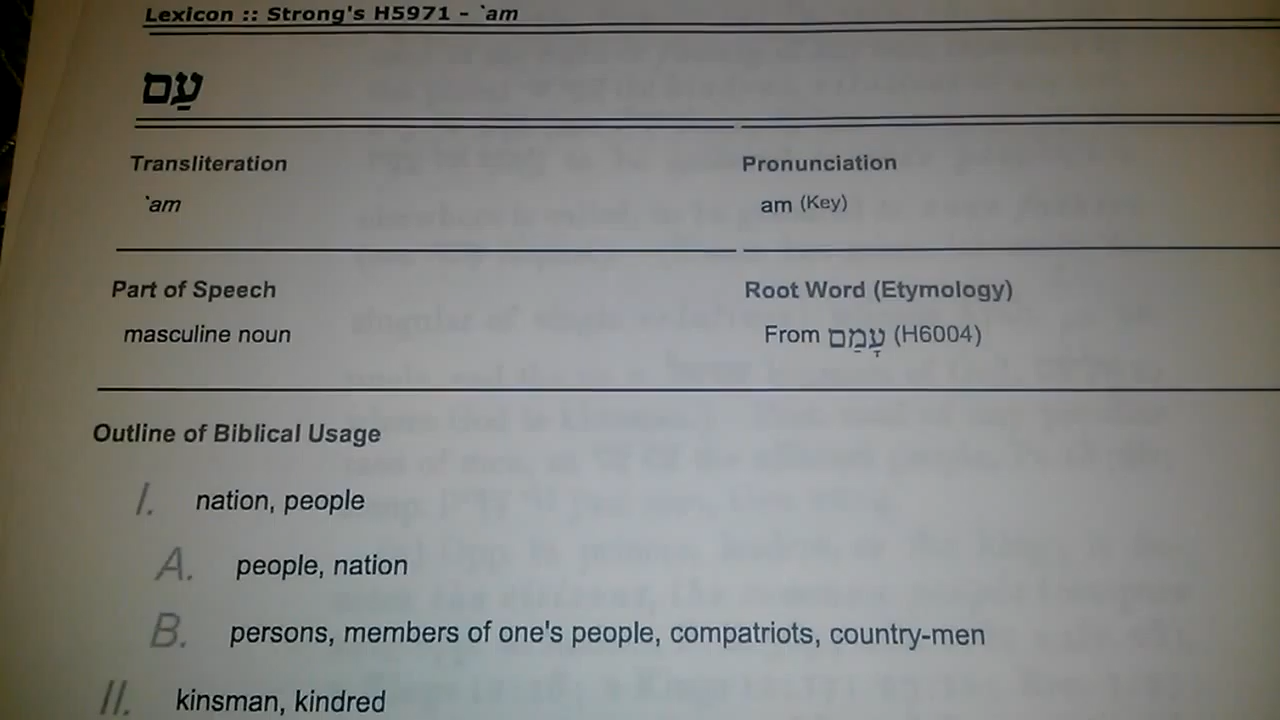 Lexicon :: Strong's H5971 - `am
עַם
Transliteration
Pronunciation
`am
am (Key)
Part of Speech
Root Word (Etymology)
masculine noun
From עָמַם (H6004)
Outline of Biblical Usage
I. nation, people
A. people, nation
B. persons, members of one's people, compatriots, country-men
II. kinsman, kindred